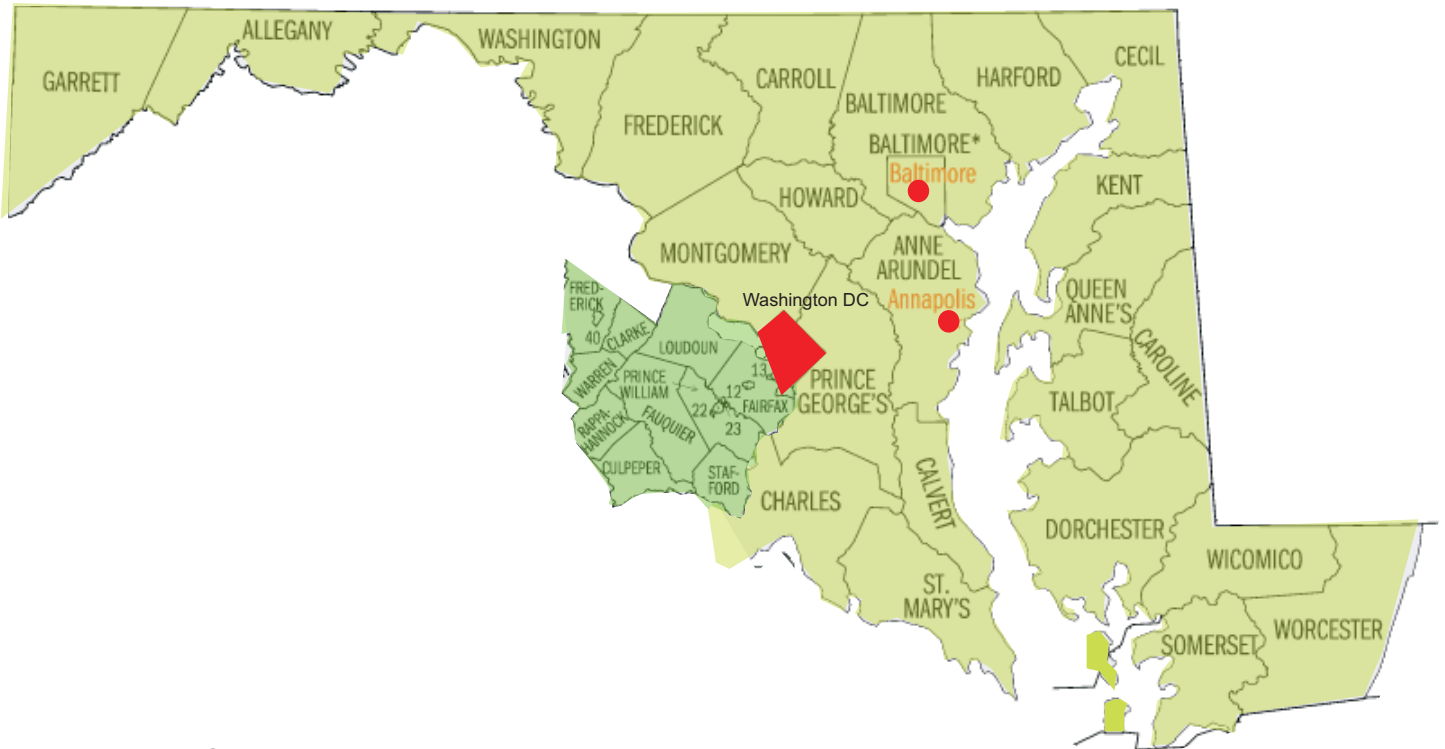 GARRETT
ALLEGANY
WASHINGTON
FREDERICK
CARROLL
BALTIMORE
HARFORD
CECIL
BALTIMORE*
Baltimore
HOWARD
KENT
MONTGOMERY
ANNE
ARUNDEL
Annapolis
Washington DC
QUEEN
ANNE'S
CAROLINE
FRED-
ERICK
40
CLARKE
LOUDOUN
WARREN
PRINCE
WILLIAM
13
12
22
23
FAIRFAX
PRINCE
GEORGE'S
TALBOT
RAPPA-
HANNOCK
FAUQUIER
CULPEPER
STAF-
FORD
CHARLES
CALVERT
DORCHESTER
WICOMICO
ST.
MARY'S
SOMERSET
WORCESTER